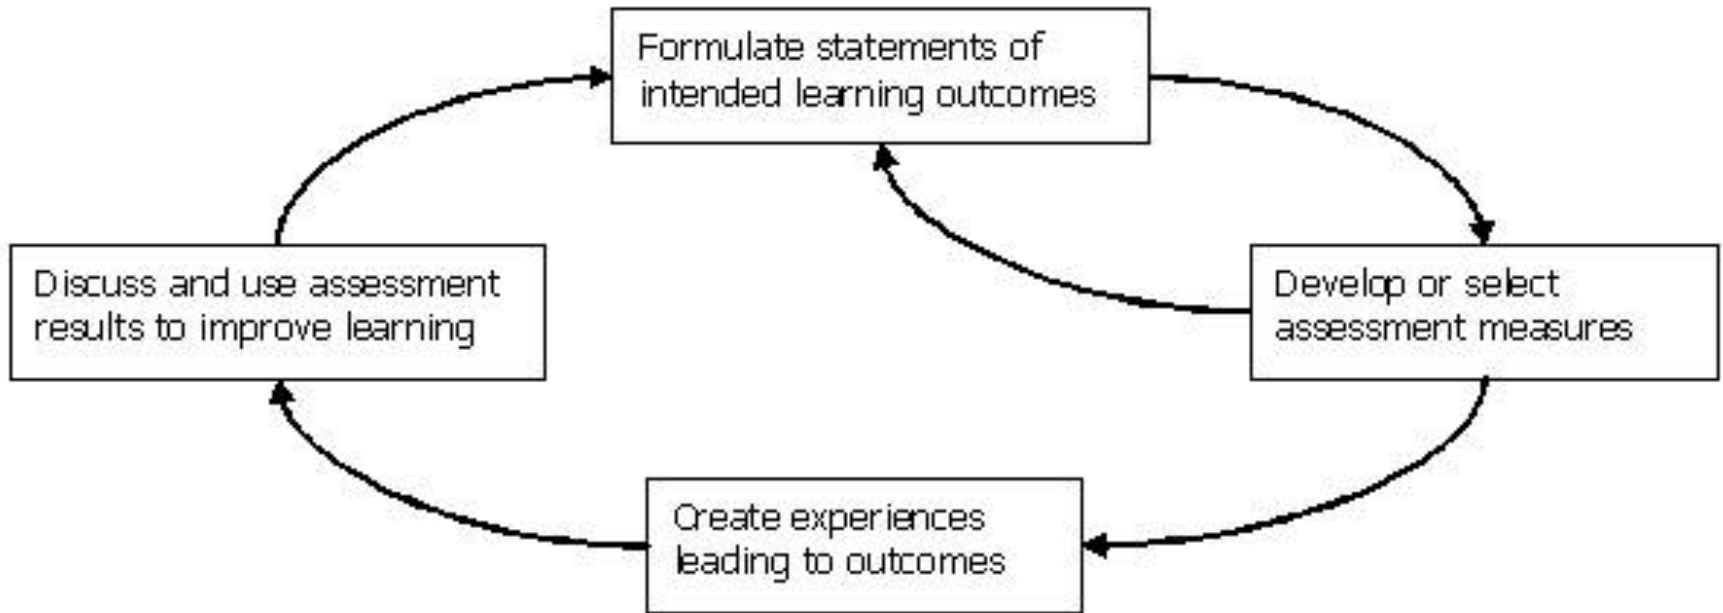 Formulate statements of
intended learning outcomes
Discuss and use assessment
results to improve learning
Develop or select
assessment measures
Create experiences
leading to outcomes